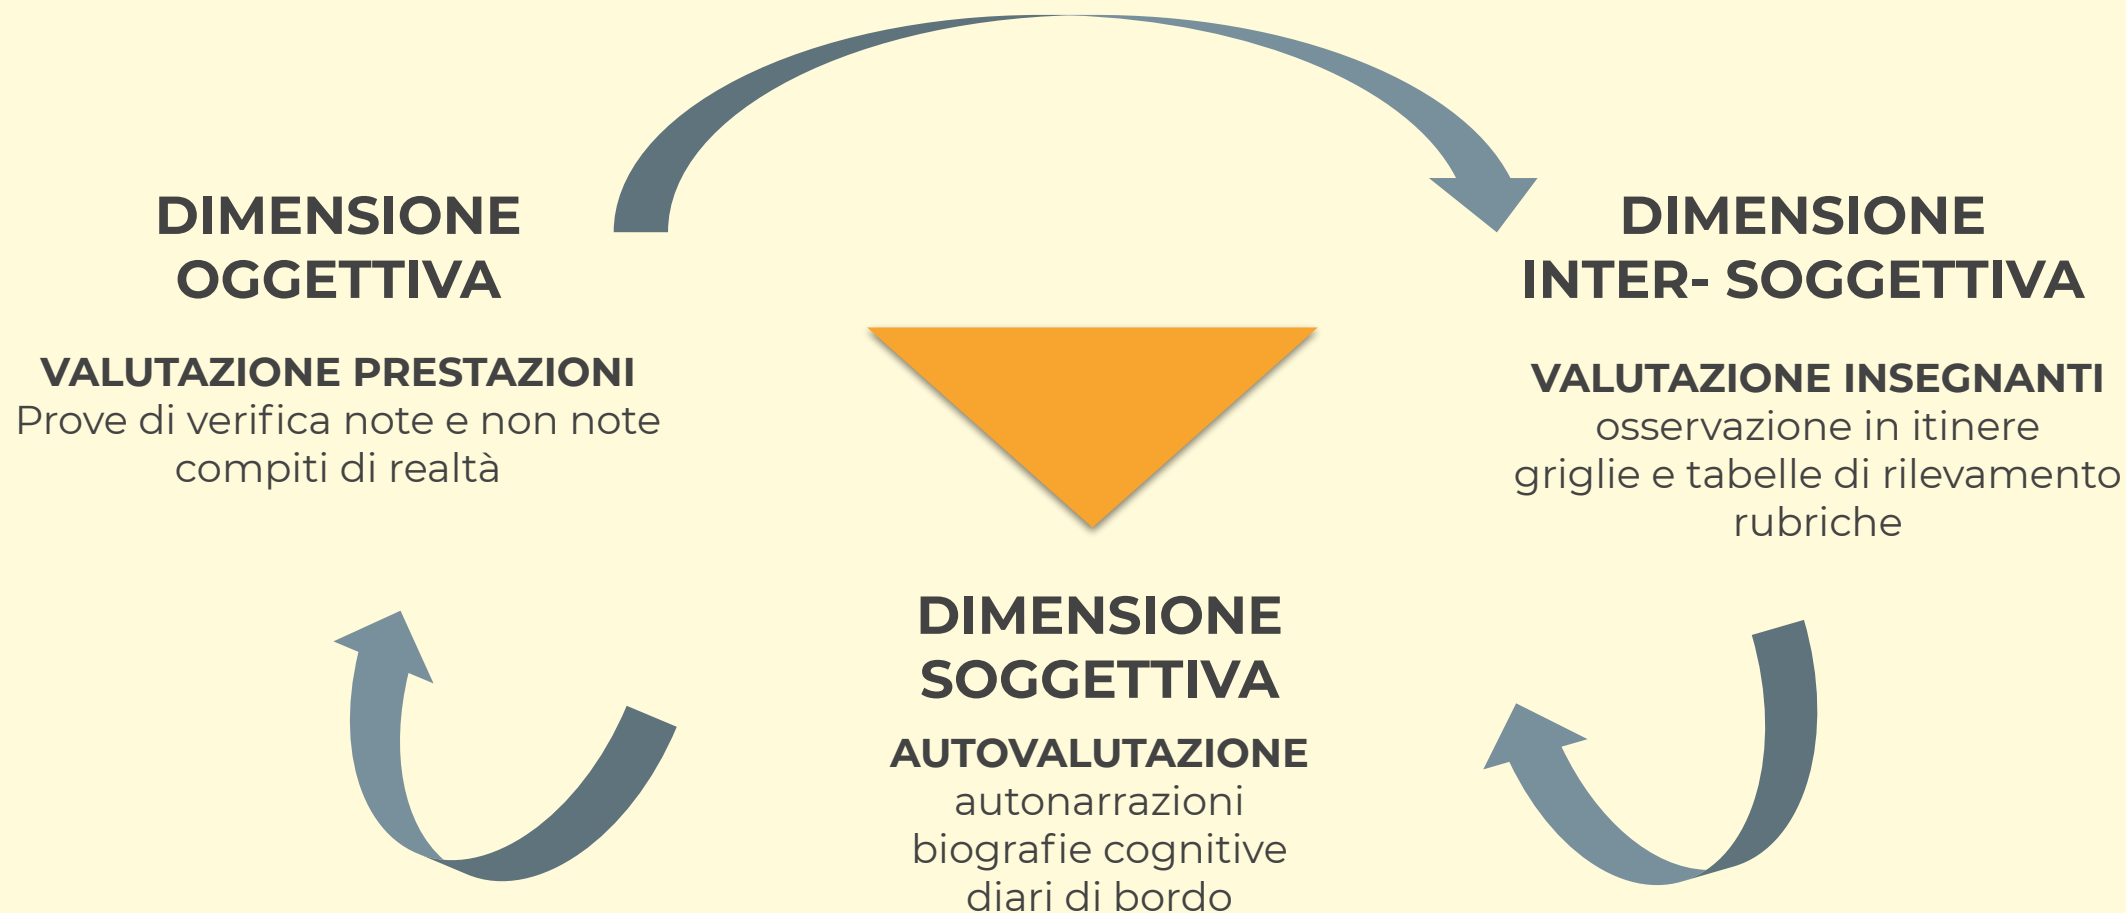 DIMENSIONE
OGGETTIVA
VALUTAZIONE PRESTAZIONI
Prove di verifica note e non note
compiti di realtà
DIMENSIONE
INTER- SOGGETTIVA
VALUTAZIONE INSEGNANTI
osservazione in itinere
griglie e tabelle di rilevamento
rubriche
DIMENSIONE
SOGGETTIVA
AUTOVALUTAZIONE
autonarrazioni
biografie cognitive
diari di bordo